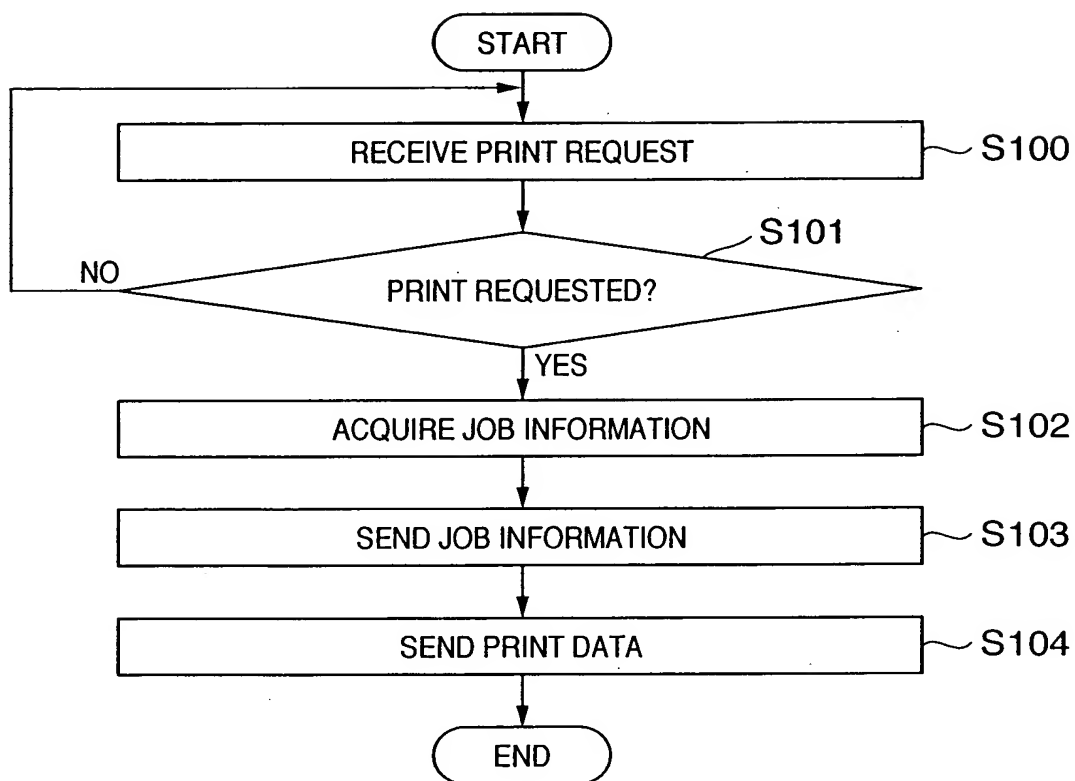 START
RECEIVE PRINT REQUEST
S100
S101
NO
PRINT REQUESTED?
YES
ACQUIRE JOB INFORMATION
S102
SEND JOB INFORMATION
S103
SEND PRINT DATA
S104
END